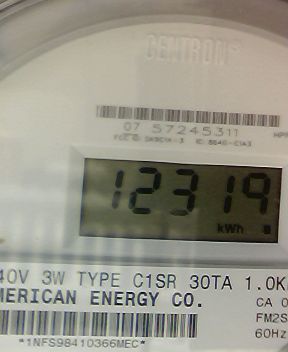 CENTRON®
07 57245311
12319
kWh
40V 3W TYPE C1SR 30TA 1.0K
MERICAN ENERGY CO.
CA 0
FM2S
60Hz
*1NFS98410366MEC*